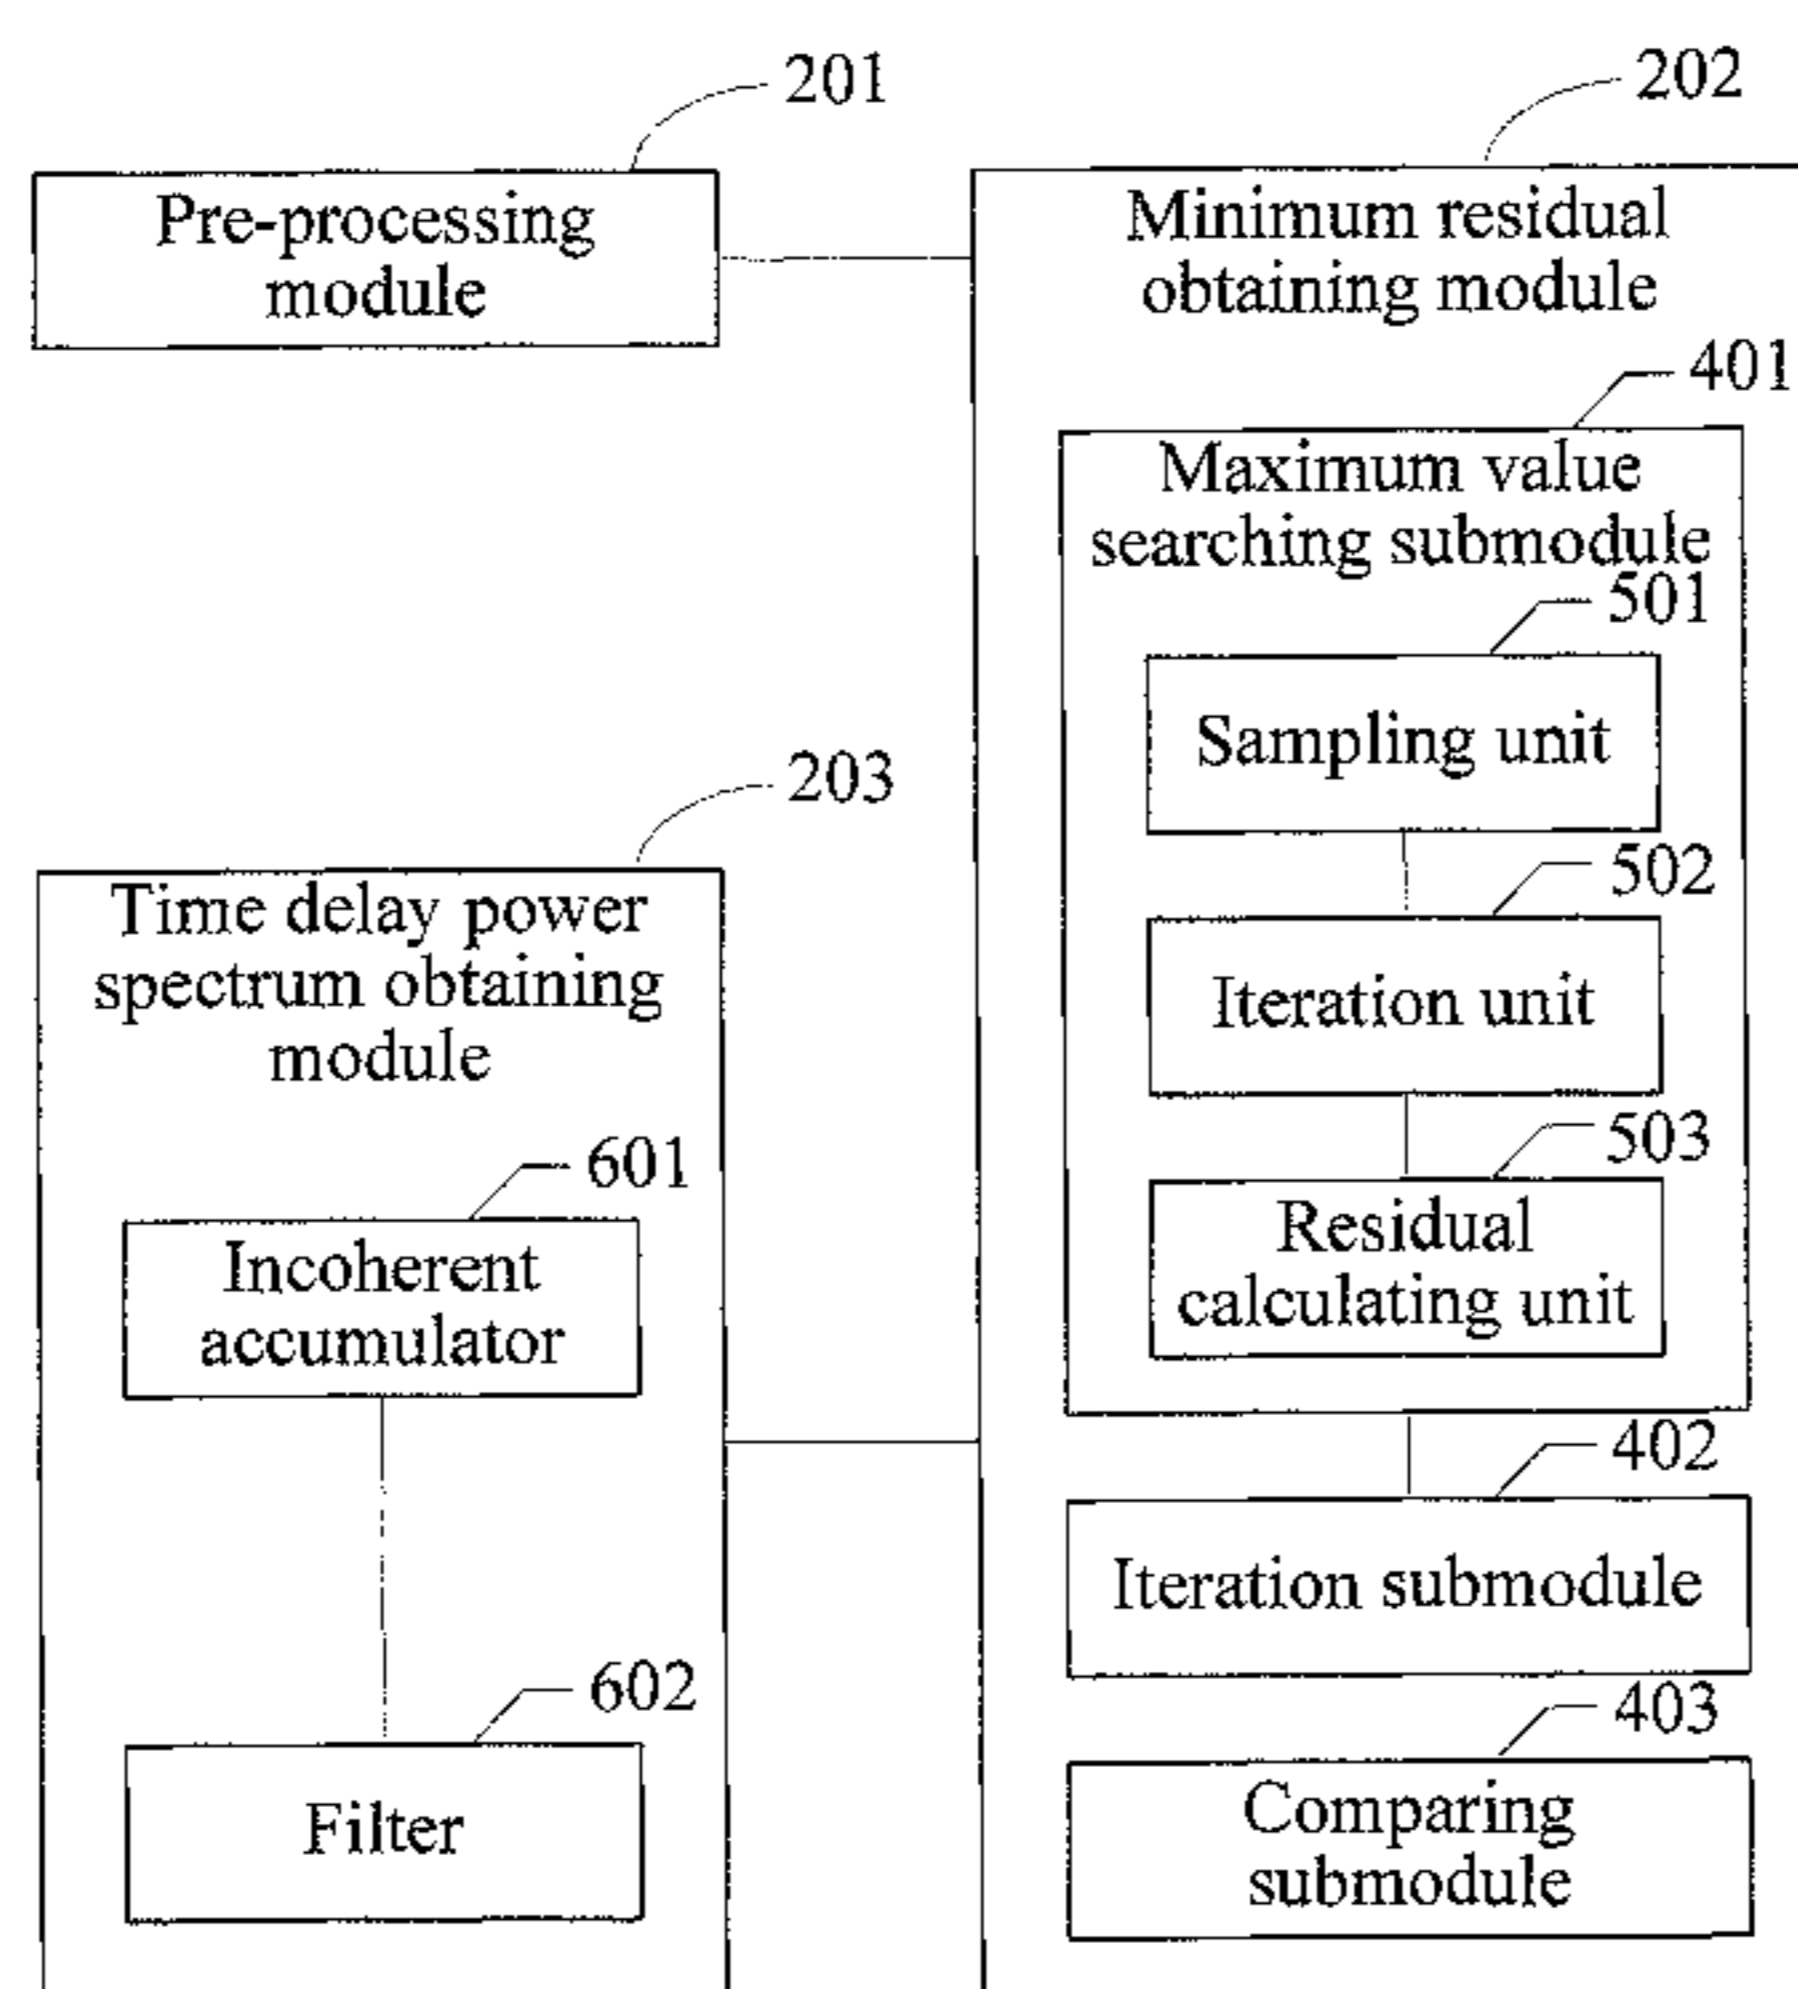 201
Pre-processing
module
202
Minimum residual
obtaining module
401
Maximum value
searching submodule
501
Sampling unit
502
Iteration unit
503
Residual
calculating unit
402
Iteration submodule
403
Comparing
submodule
203
Time delay power
spectrum obtaining
module
601
Incoherent
accumulator
602
Filter